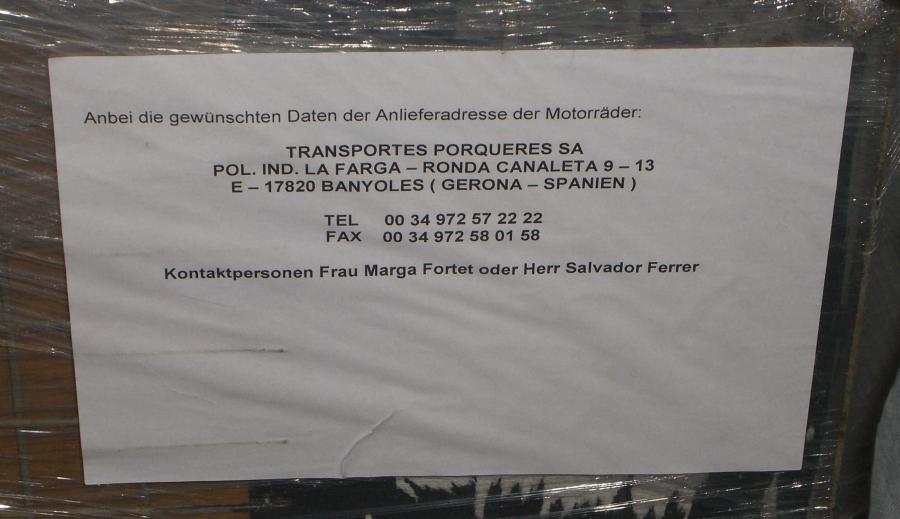 Anbei die gewünschten Daten der Anlieferadresse der Motorräder:
TRANSPORTES PORQUERES SA
POL. IND. LA FARGA – RONDA CANALETA 9 – 13
E – 17820 BANYOLES ( GERONA – SPANIEN )
TEL 00 34 972 57 22 22
FAX 00 34 972 58 01 58
Kontaktpersonen Frau Marga Fortet oder Herr Salvador Ferrer